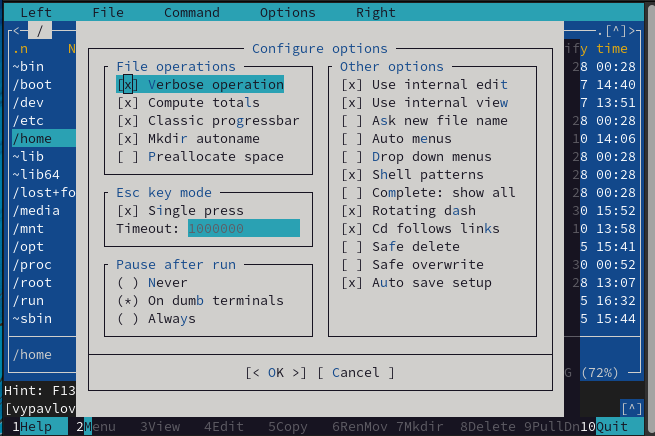 Left File Command Options Right
<─ / .[^]>
.n N ify time
Configure options
~bin File operations Other options 28 00:28
/boot [x] Verbose operation [x] Use internal edit 7 14:40
/dev [x] Compute totals [x] Use internal view 7 13:51
/etc [x] Classic progressbar [ ] Ask new file name 28 00:28
/home [x] Mkdir autoname [ ] Auto menus 10 14:06
~lib [ ] Preallocate space [ ] Drop down menus 28 00:28
~lib64 [x] Shell patterns 28 00:28
/lost+fo Esc key mode [ ] Complete: show all 28 00:28
/media [x] Single press [x] Rotating dash 30 15:52
/mnt Timeout: 1000000 [x] Cd follows links 10 13:58
/opt [ ] Safe delete 5 15:41
/proc Pause after run [ ] Safe overwrite 30 00:52
/root ( ) Never [x] Auto save setup 28 13:07
/run (*) On dumb terminals 5 16:32
~sbin ( ) Always 5 15:44
/home
[< OK >] [ Cancel ] G (72%)
Hint: F13
[vypavlov [^]
1Help 2Menu 3View 4Edit 5Copy 6RenMov 7Mkdir 8Delete 9PullDn 10Quit